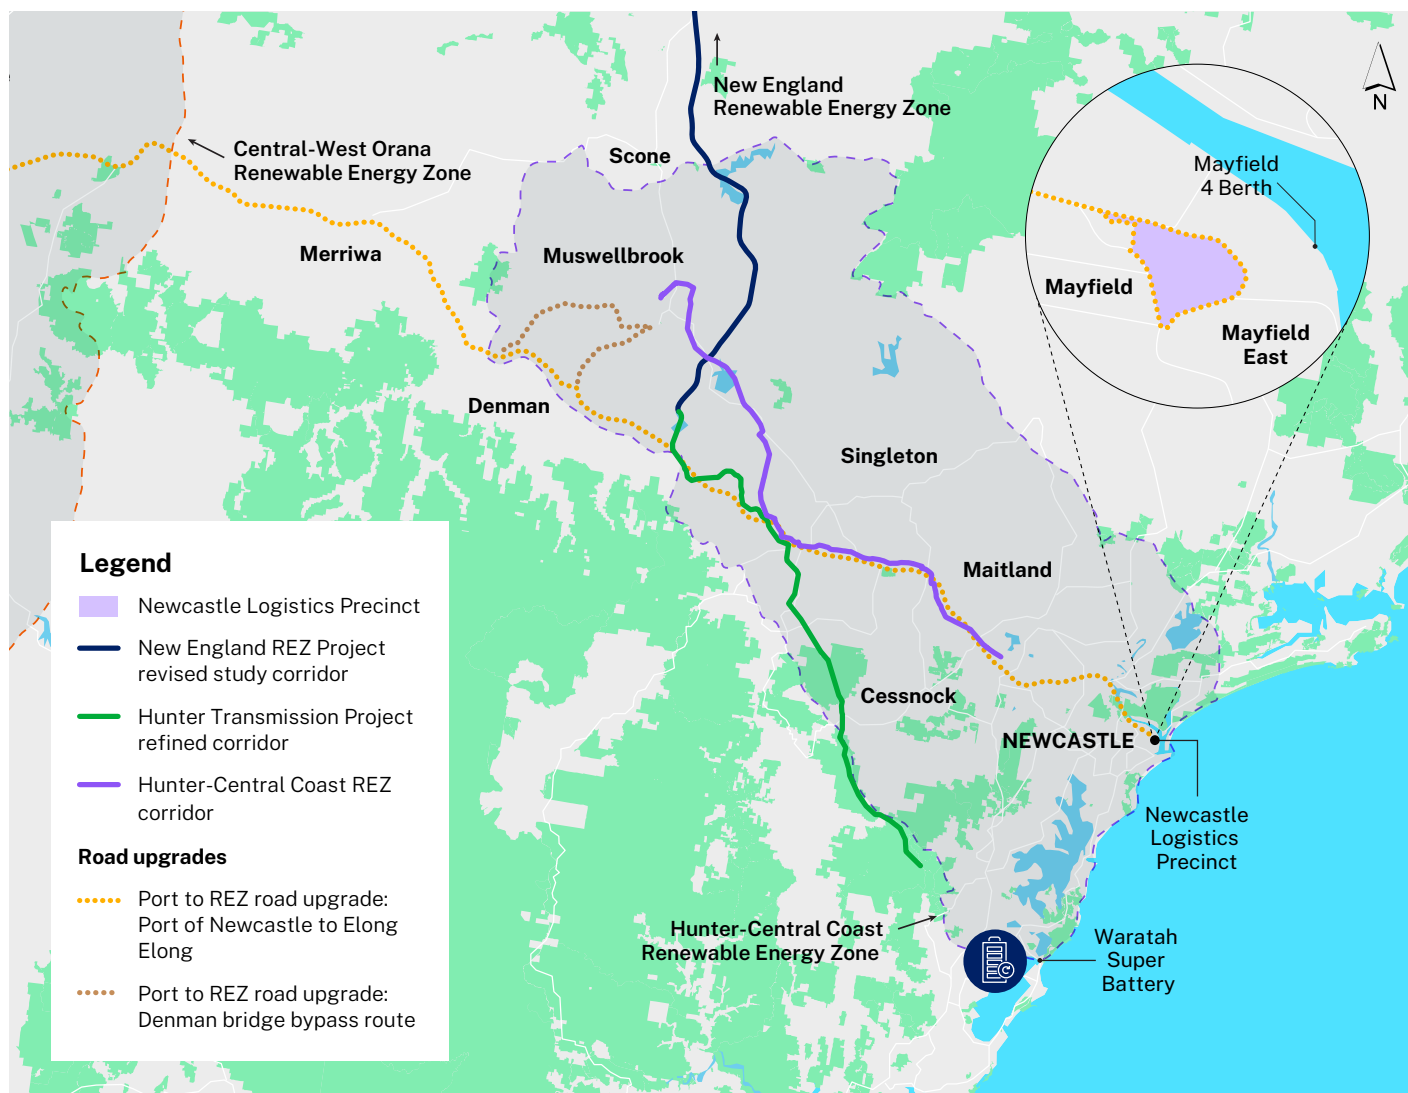 New England
Renewable Energy Zone
N
Central-West Orana
Renewable Energy Zone
Scone
Mayfield
4 Berth
Merriwa
Muswellbrook
Mayfield
Mayfield
East
Denman
Singleton
Maitland
Cessnock
NEWCASTLE
Newcastle
Logistics
Precinct
Hunter-Central Coast
Renewable Energy Zone
Waratah
Super
Battery
Legend
Newcastle Logistics Precinct
New England REZ Project
revised study corridor
Hunter Transmission Project
refined corridor
Hunter-Central Coast REZ
corridor
Road upgrades
Port to REZ road upgrade:
Port of Newcastle to Elong
Elong
Port to REZ road upgrade:
Denman bridge bypass route